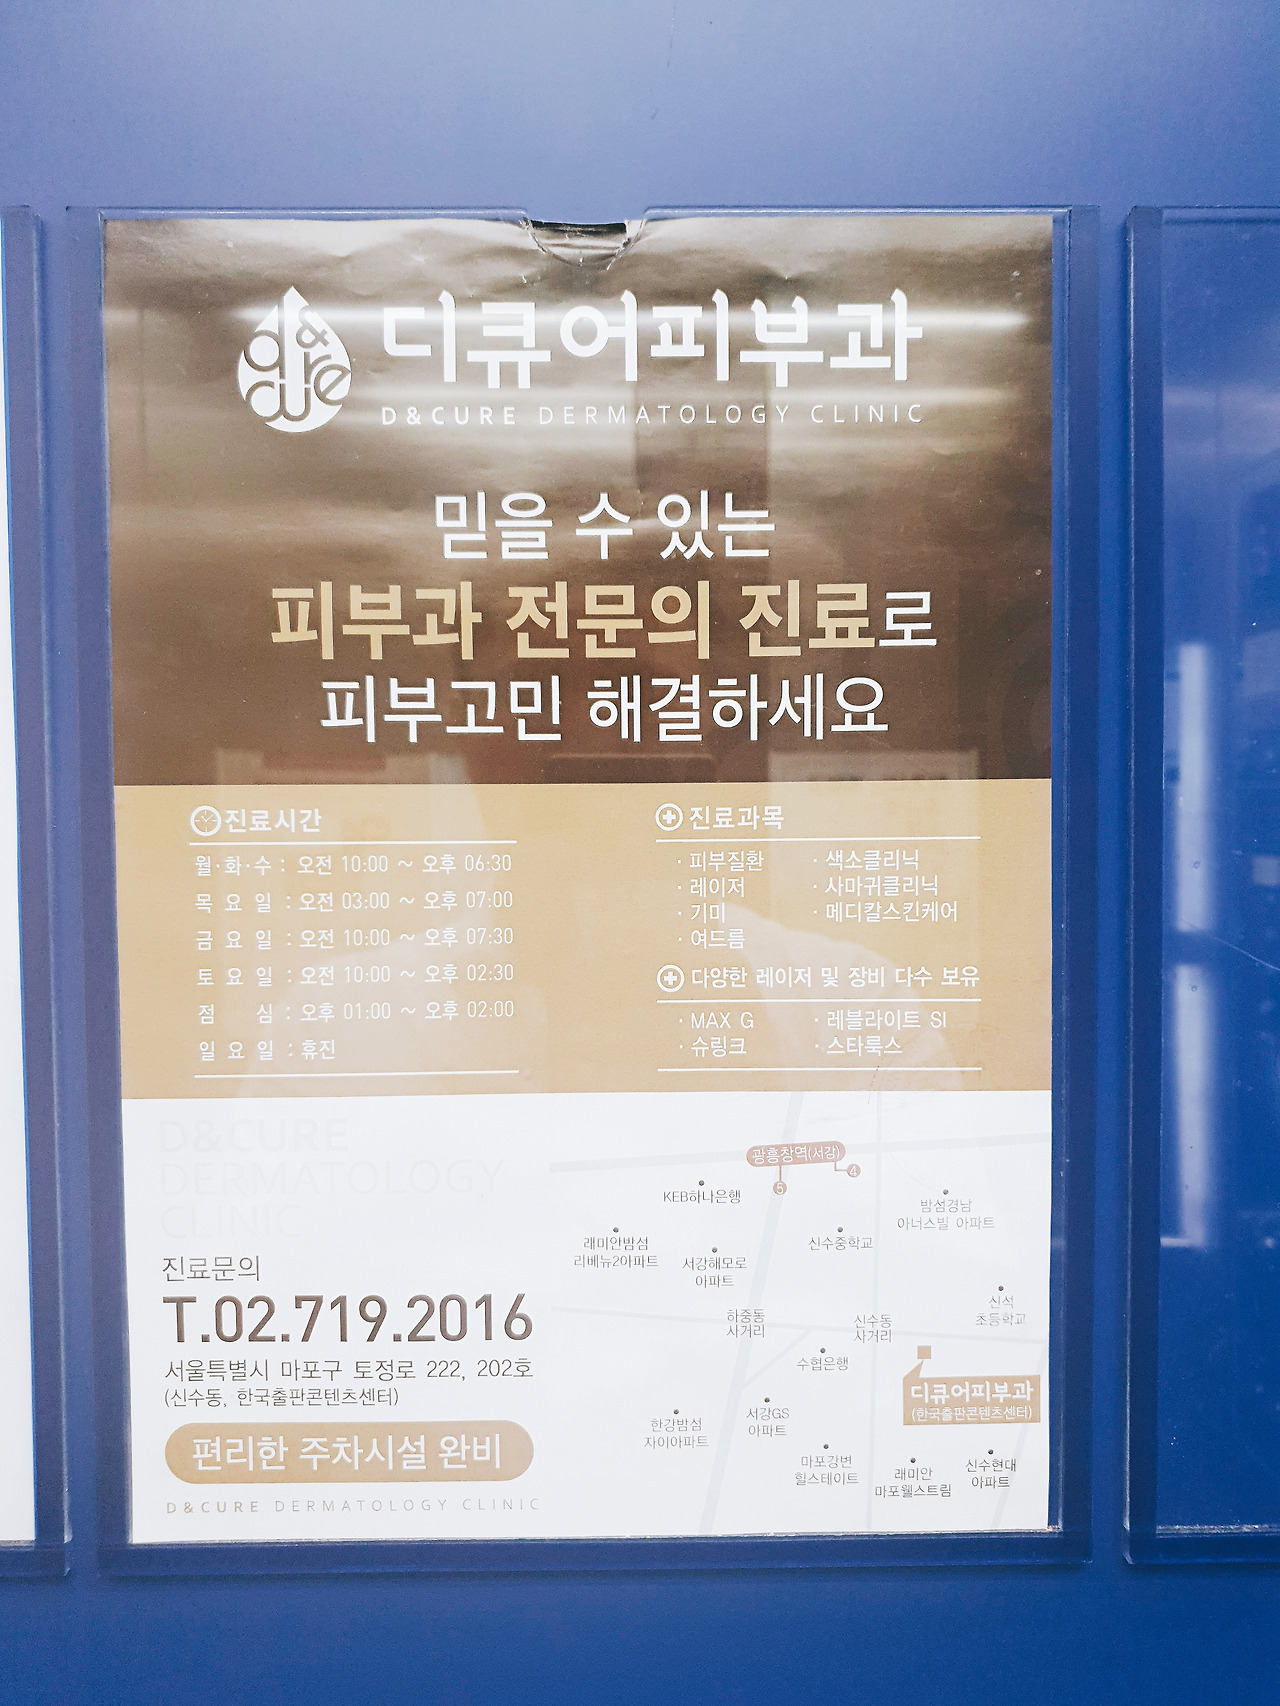 d&cure
디큐어피부과
D&CURE DERMATOLOGY CLINIC
믿을 수 있는
피부과 전문의 진료로
피부고민 해결하세요
진료시간
월·화·수 : 오전 10:00 ~ 오후 06:30
목 요 일 : 오전 03:00 ~ 오후 07:00
금 요 일 : 오전 10:00 ~ 오후 07:30
토 요 일 : 오전 10:00 ~ 오후 02:30
점 심 : 오후 01:00 ~ 오후 02:00
일 요 일 : 휴진
진료과목
· 피부질환 · 색소클리닉
· 레이저 · 사마귀클리닉
· 기미 · 메디칼스킨케어
· 여드름
다양한 레이저 및 장비 다수 보유
· MAX G · 레블라이트 SI
· 슈링크 · 스타룩스
D&CURE
DERMATOLOGY
CLINIC
진료문의
T.02.719.2016
서울특별시 마포구 토정로 222, 202호
(신수동, 한국출판콘텐츠센터)
편리한 주차시설 완비
D&CURE DERMATOLOGY CLINIC
광흥창역(서강)
4
5
KEB하나은행
밤섬경남
아너스빌 아파트
래미안밤섬
리베뉴2아파트
서강해모로
아파트
신수중학교
신석
초등학교
하중동
사거리
신수동
사거리
수협은행
디큐어피부과
(한국출판콘텐츠센터)
한강밤섬
자이아파트
서강GS
아파트
마포강변
힐스테이트
래미안
마포웰스트림
신수현대
아파트